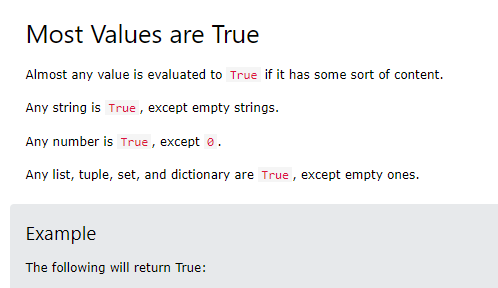 Most Values are True
Almost any value is evaluated to True if it has some sort of content.
Any string is True, except empty strings.
Any number is True, except 0.
Any list, tuple, set, and dictionary are True, except empty ones.
Example
The following will return True: